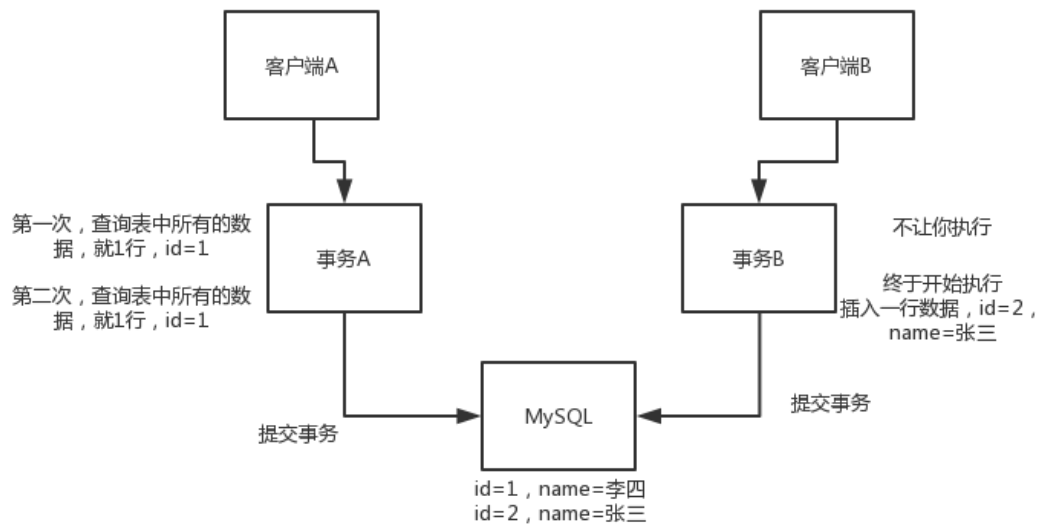 客户端A
客户端B
第一次，查询表中所有的数
据，就1行，id=1
第二次，查询表中所有的数
据，就1行，id=1
事务A
事务B
不让你执行
终于开始执行
插入一行数据，id=2，
name=张三
提交事务
MySQL
提交事务
id=1，name=李四
id=2，name=张三